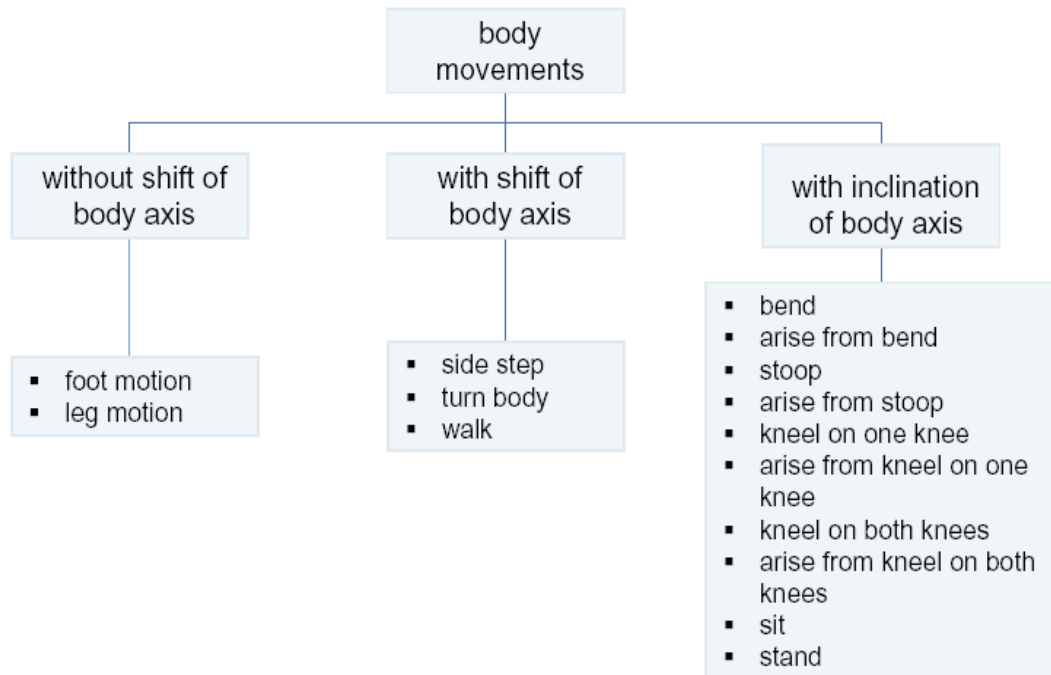 body
movements
without shift of
body axis
with shift of
body axis
with inclination
of body axis
▪ foot motion
▪ leg motion
▪ side step
▪ turn body
▪ walk
▪ bend
▪ arise from bend
▪ stoop
▪ arise from stoop
▪ kneel on one knee
▪ arise from kneel on one
knee
▪ kneel on both knees
▪ arise from kneel on both
knees
▪ sit
▪ stand